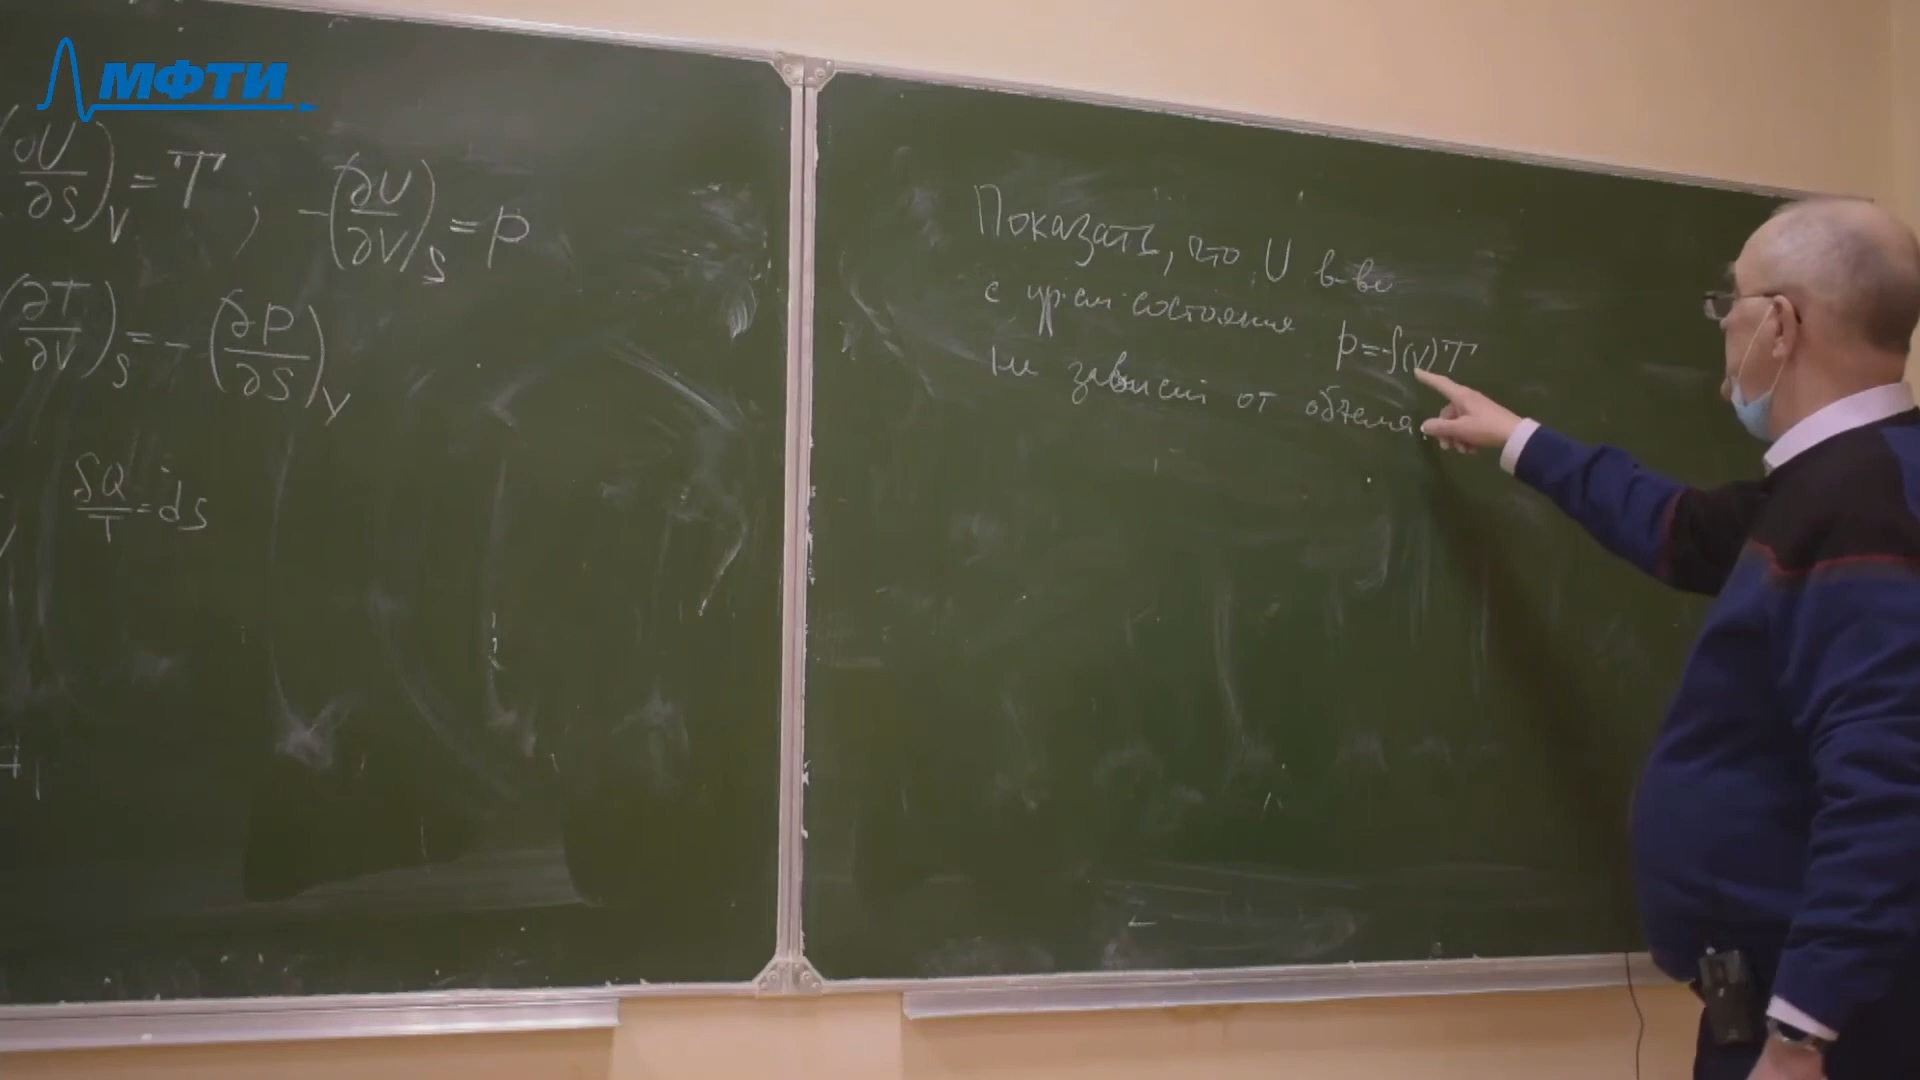 МФТИ
(∂U/∂S)_V = T ; -(∂U/∂V)_S = p
(∂T/∂V)_S = -(∂p/∂S)_V
δQ/T = dS
Показать, что U в-ва
с ур-ем состояния p=f(V)T
не зависит от объема.